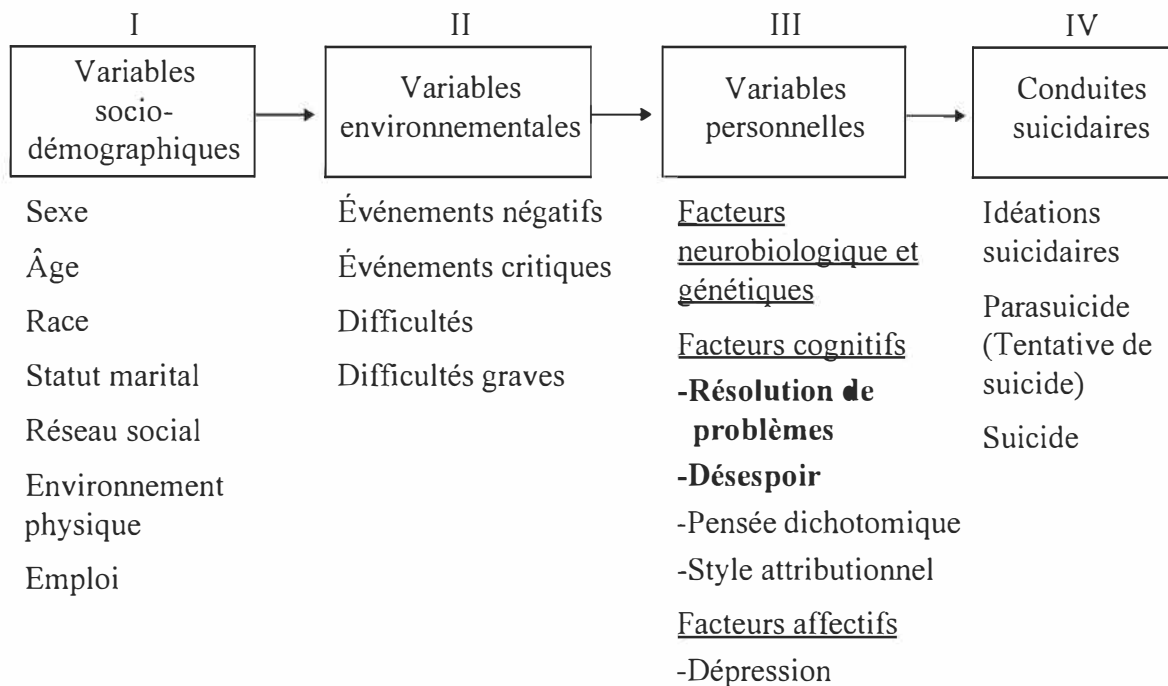 I
Variables
socio-
démographiques
Sexe
Âge
Race
Statut marital
Réseau social
Environnement
physique
Emploi
II
Variables
environnementales
Événements négatifs
Événements critiques
Difficultés
Difficultés graves
III
Variables
personnelles
Facteurs
neurobiologique et
génétiques
Facteurs cognitifs
-Résolution de
problèmes
-Désespoir
-Pensée dichotomique
-Style attributionnel
Facteurs affectifs
-Dépression
IV
Conduites
suicidaires
Idéations
suicidaires
Parasuicide
(Tentative de
suicide)
Suicide